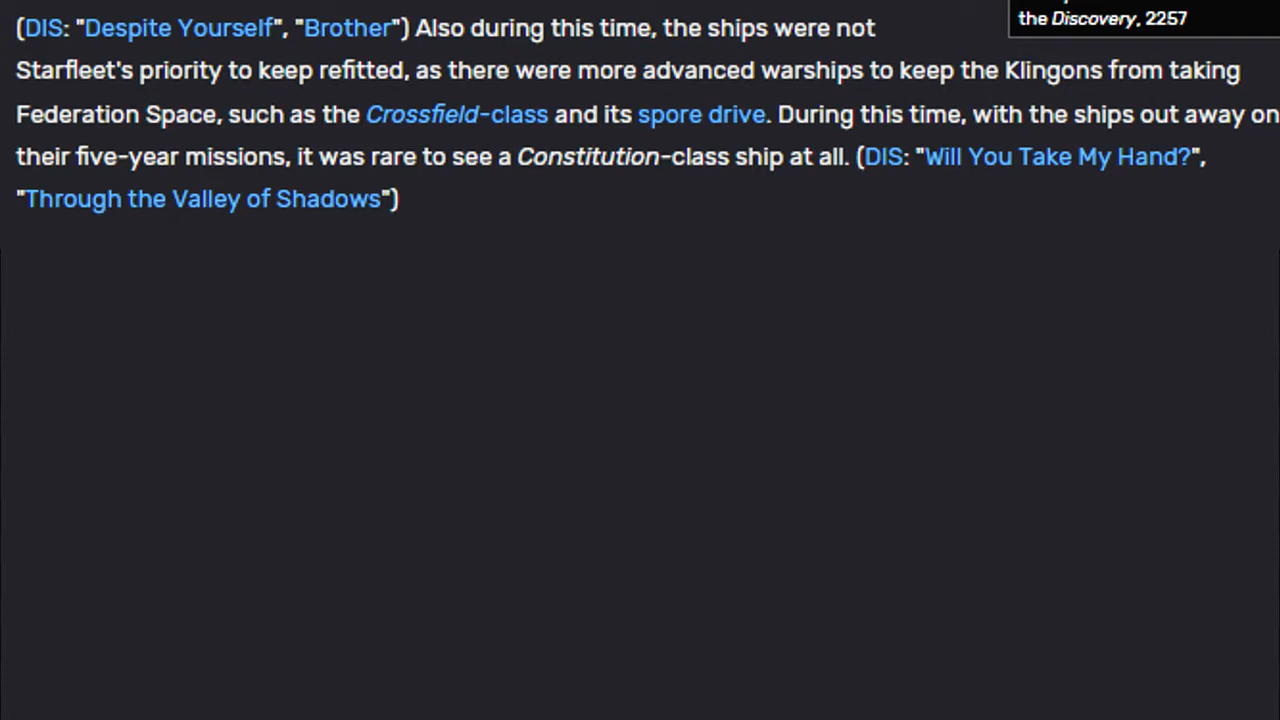 (DIS: "Despite Yourself", "Brother") Also during this time, the ships were not
the Discovery, 2257
Starfleet's priority to keep refitted, as there were more advanced warships to keep the Klingons from taking
Federation Space, such as the Crossfield-class and its spore drive. During this time, with the ships out away on
their five-year missions, it was rare to see a Constitution-class ship at all. (DIS: "Will You Take My Hand?",
"Through the Valley of Shadows")